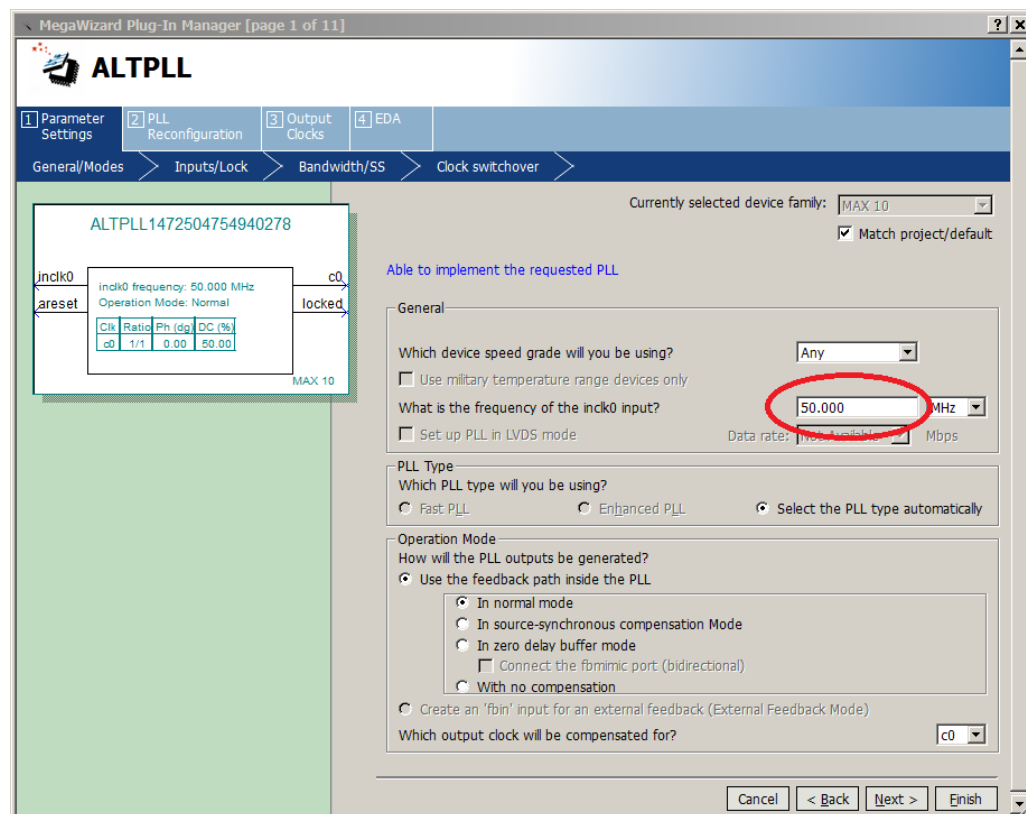 MegaWizard Plug-In Manager [page 1 of 11]
ALTPLL
1 Parameter Settings
2 PLL Reconfiguration
3 Output Clocks
4 EDA
General/Modes
Inputs/Lock
Bandwidth/SS
Clock switchover
Currently selected device family:
MAX 10
Match project/default
ALTPLL1472504754940278
inclk0
areset
inclk0 frequency: 50.000 MHz
Operation Mode: Normal
Clk Ratio Ph (dg) DC (%)
c0 1/1 0.00 50.00
c0
locked
MAX 10
Able to implement the requested PLL
General
Which device speed grade will you be using?
Any
Use military temperature range devices only
What is the frequency of the inclk0 input?
50.000
MHz
Set up PLL in LVDS mode
Data rate:
Not Available
Mbps
PLL Type
Which PLL type will you be using?
Fast PLL
Enhanced PLL
Select the PLL type automatically
Operation Mode
How will the PLL outputs be generated?
Use the feedback path inside the PLL
In normal mode
In source-synchronous compensation Mode
In zero delay buffer mode
Connect the fbmimic port (bidirectional)
With no compensation
Create an 'fbin' input for an external feedback (External Feedback Mode)
Which output clock will be compensated for?
c0
Cancel
< Back
Next >
Finish